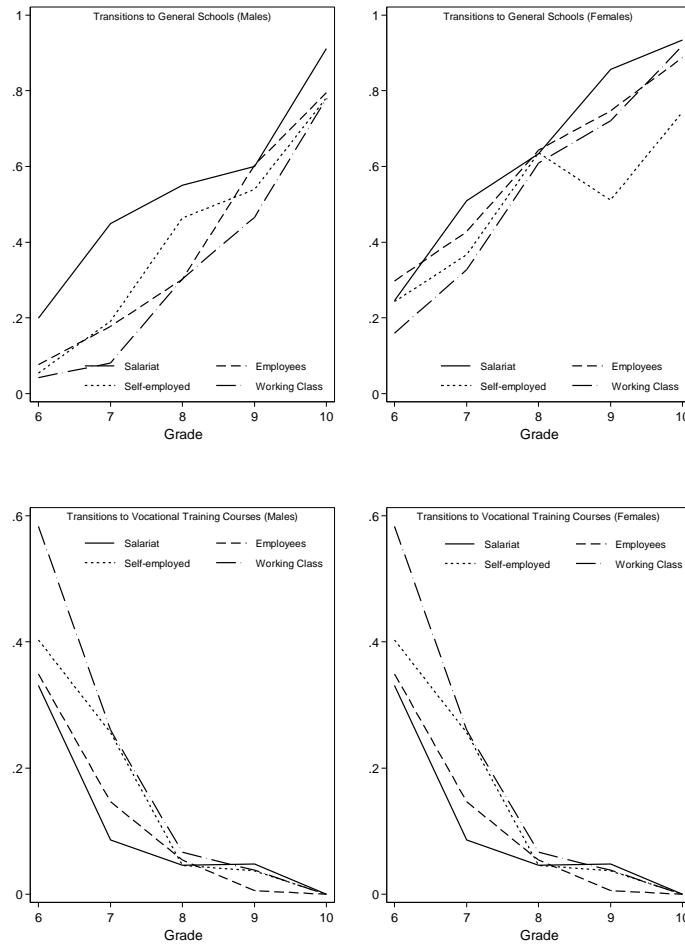 Transitions to General Schools (Males)
1
.8
.6
.4
.2
0
Salariat
Employees
Self-employed
Working Class
6 7 8 9 10
Grade
Transitions to General Schools (Females)
1
.8
.6
.4
.2
0
Salariat
Employees
Self-employed
Working Class
6 7 8 9 10
Grade
Transitions to Vocational Training Courses (Males)
.6
.4
.2
0
Salariat
Employees
Self-employed
Working Class
6 7 8 9 10
Grade
Transitions to Vocational Training Courses (Females)
.6
.4
.2
0
Salariat
Employees
Self-employed
Working Class
6 7 8 9 10
Grade